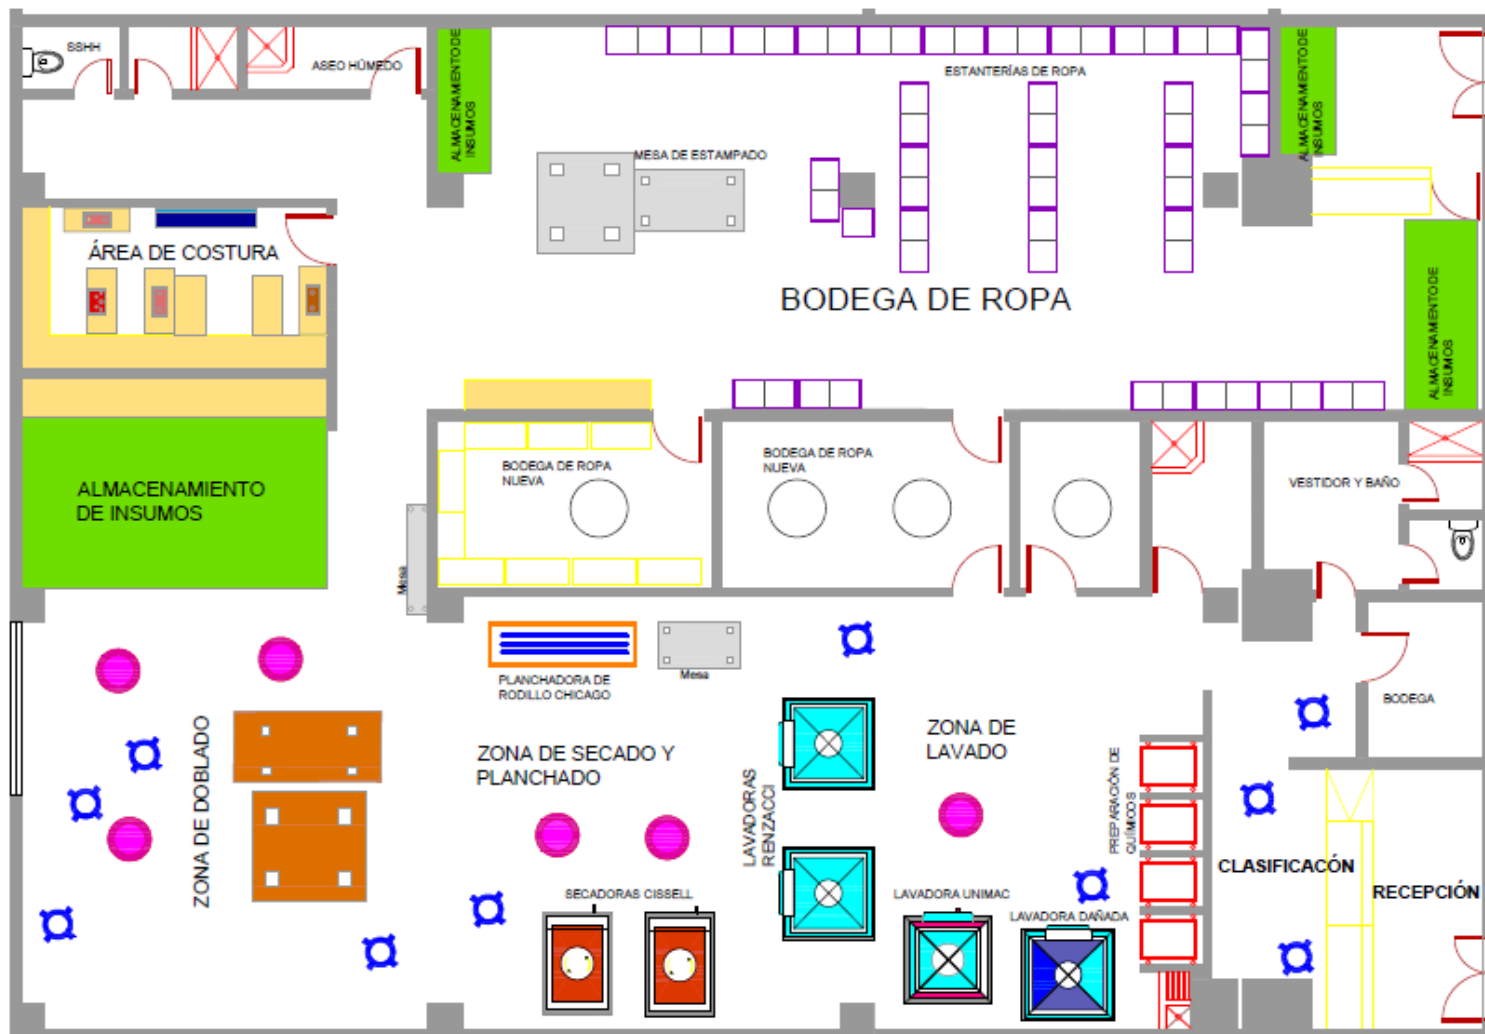 SSHH
ASEO HÚMEDO
ALMACENAMIENTO DE
INSUMOS
ESTANTERÍAS DE ROPA
ALMACENAMIENTO DE
INSUMOS
MESA DE ESTAMPADO
ÁREA DE COSTURA
BODEGA DE ROPA
ALMACENAMIENTO DE
INSUMOS
ALMACENAMIENTO
DE INSUMOS
BODEGA DE ROPA
NUEVA
BODEGA DE ROPA
NUEVA
VESTIDOR Y BAÑO
Mesa
PLANCHADORA DE
RODILLO CHICAGO
Mesa
BODEGA
ZONA DE DOBLADO
ZONA DE SECADO Y
PLANCHADO
LAVADORAS
RENZACCI
ZONA DE
LAVADO
PREPARACIÓN DE
QUÍMICOS
CLASIFICACÓN
RECEPCIÓN
SECADORAS CISSELL
LAVADORA UNIMAC
LAVADORA DAÑADA